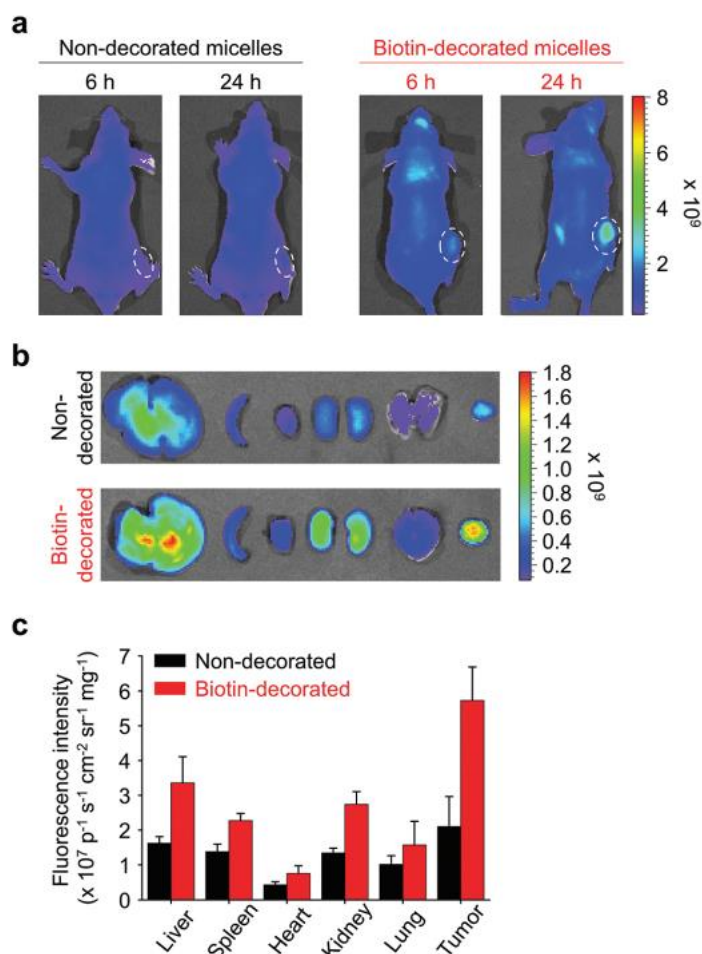 a
Non-decorated micelles
Biotin-decorated micelles
6 h
24 h
6 h
24 h
8
6
4
2
x 10⁹
b
Non-
decorated
Biotin-
decorated
1.8
1.6
1.4
1.2
1.0
0.8
0.6
0.4
0.2
x 10⁹
c
Fluorescence intensity
(x 10⁷ p⁻¹ s⁻¹ cm⁻² sr⁻¹ mg⁻¹)
7
6
5
4
3
2
1
0
Non-decorated
Biotin-decorated
Liver
Spleen
Heart
Kidney
Lung
Tumor